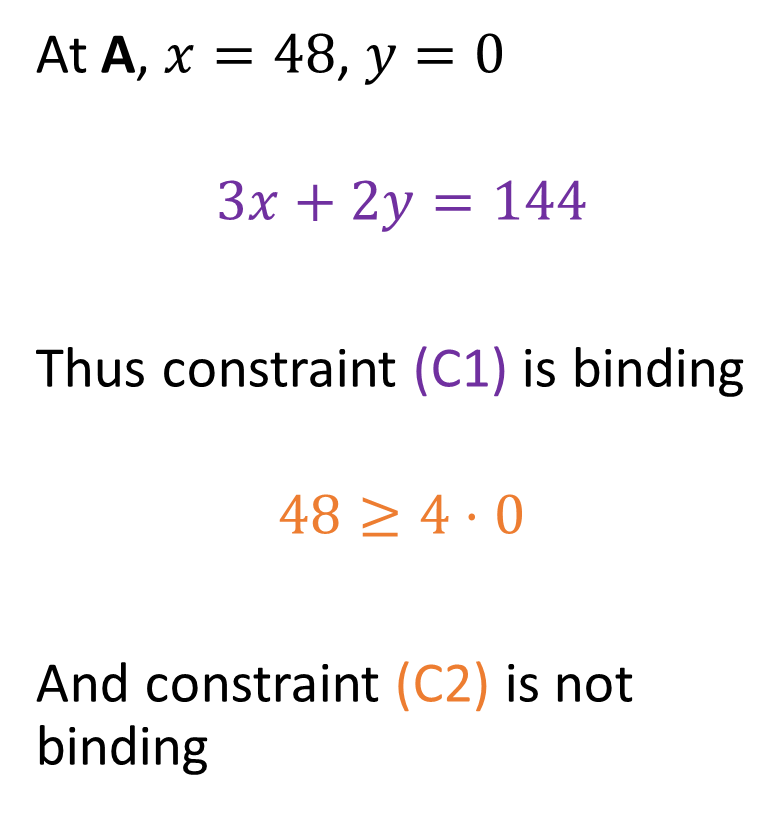 At A, x = 48, y = 0
3x + 2y = 144
Thus constraint (C1) is binding
48 ≥ 4 · 0
And constraint (C2) is not
binding